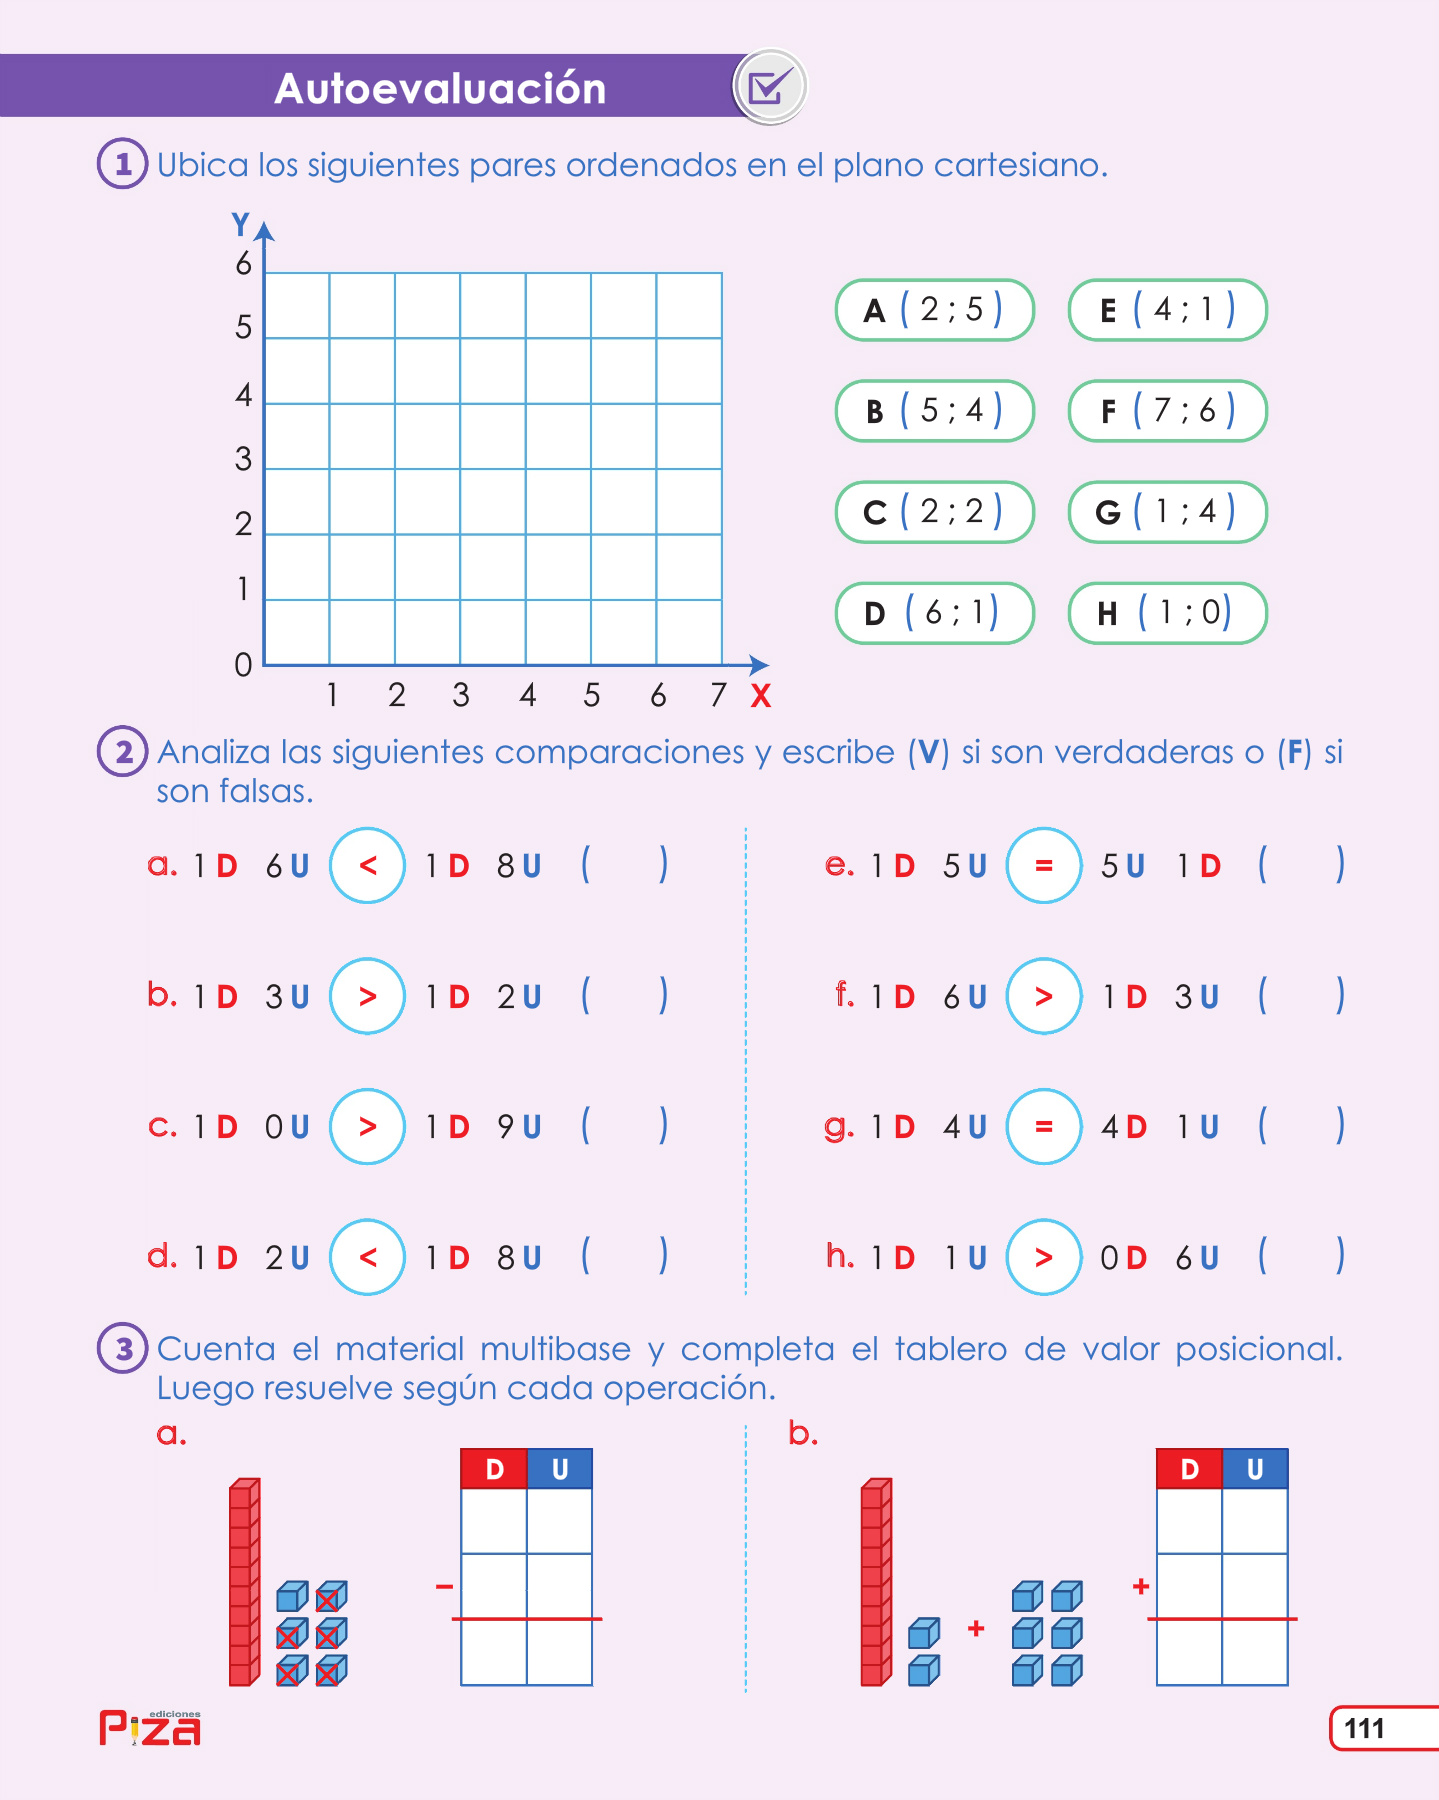 Autoevaluación
1 Ubica los siguientes pares ordenados en el plano cartesiano.
Y
6
5
4
3
2
1
0
1 2 3 4 5 6 7 X
A ( 2 ; 5 ) E ( 4 ; 1 )
B ( 5 ; 4 ) F ( 7 ; 6 )
C ( 2 ; 2 ) G ( 1 ; 4 )
D ( 6 ; 1 ) H ( 1 ; 0 )
2 Analiza las siguientes comparaciones y escribe (V) si son verdaderas o (F) si
son falsas.
a. 1 D 6 U < 1 D 8 U ( )
b. 1 D 3 U > 1 D 2 U ( )
c. 1 D 0 U > 1 D 9 U ( )
d. 1 D 2 U < 1 D 8 U ( )
e. 1 D 5 U = 5 U 1 D ( )
f. 1 D 6 U > 1 D 3 U ( )
g. 1 D 4 U = 4 D 1 U ( )
h. 1 D 1 U > 0 D 6 U ( )
3 Cuenta el material multibase y completa el tablero de valor posicional.
Luego resuelve según cada operación.
a.
D U
−
b.
D U
+
+
ediciones
Piza
111